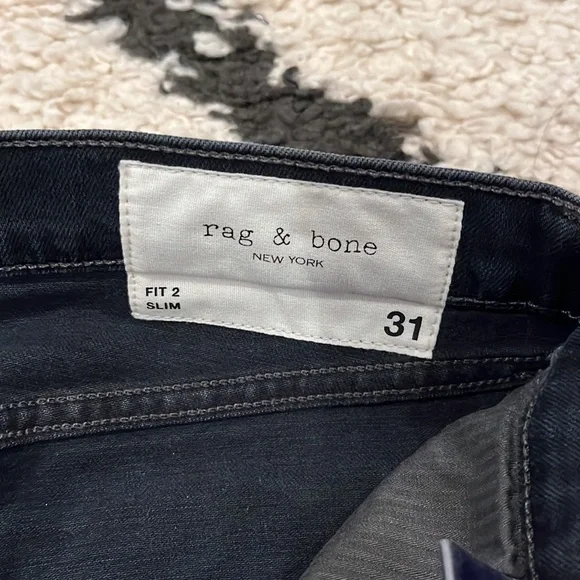 rag & bone
NEW YORK
FIT 2
SLIM
31